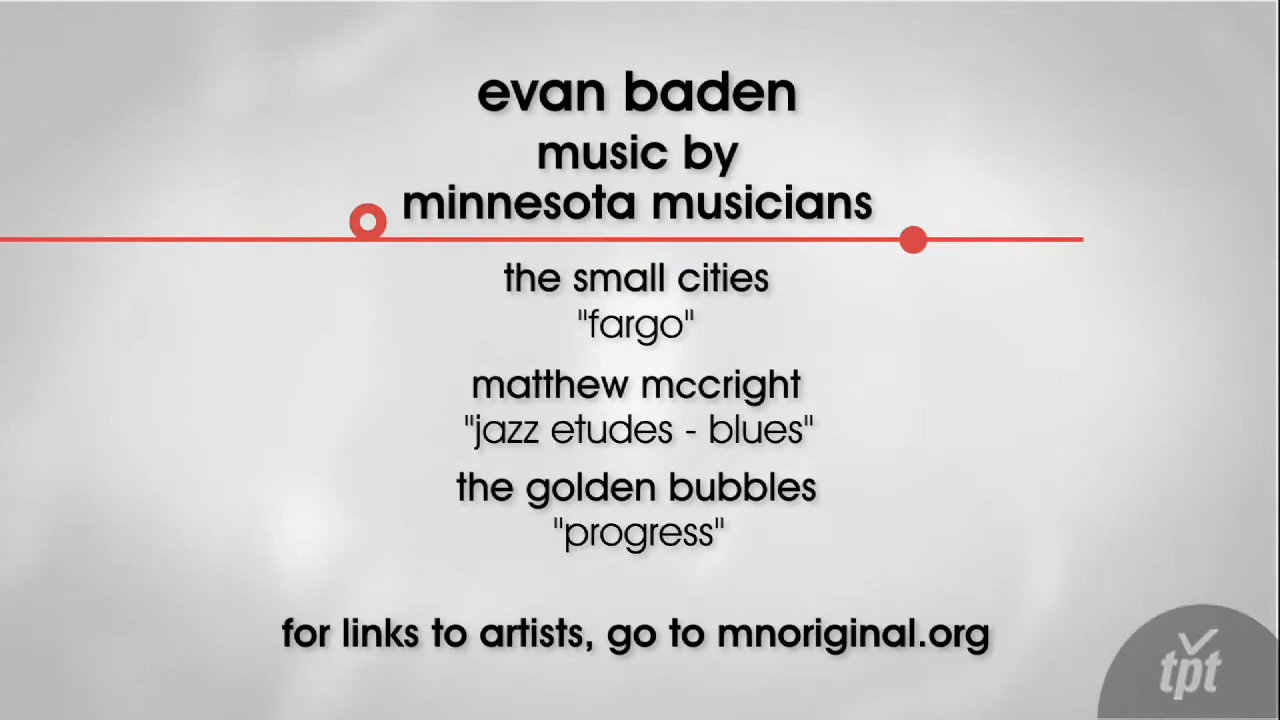 evan baden
music by
minnesota musicians
the small cities
"fargo"
matthew mccright
"jazz etudes - blues"
the golden bubbles
"progress"
for links to artists, go to mnoriginal.org
tpt